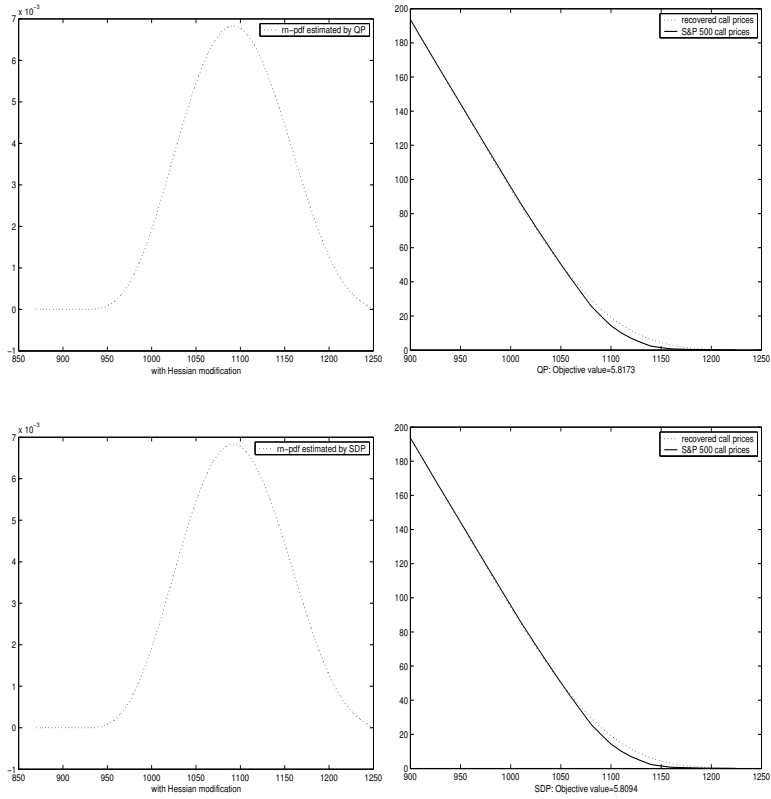 x 10⁻³
7
6
5
4
3
2
1
0
−1
850 900 950 1000 1050 1100 1150 1200 1250
with Hessian modification
rn−pdf estimated by QP
200
180
160
140
120
100
80
60
40
20
0
900 950 1000 1050 1100 1150 1200 1250
QP: Objective value=5.8173
recovered call prices
S&P 500 call prices
x 10⁻³
7
6
5
4
3
2
1
0
−1
850 900 950 1000 1050 1100 1150 1200 1250
with Hessian modification
rn−pdf estimated by SDP
200
180
160
140
120
100
80
60
40
20
0
900 950 1000 1050 1100 1150 1200 1250
SDP: Objective value=5.8094
recovered call prices
S&P 500 call prices